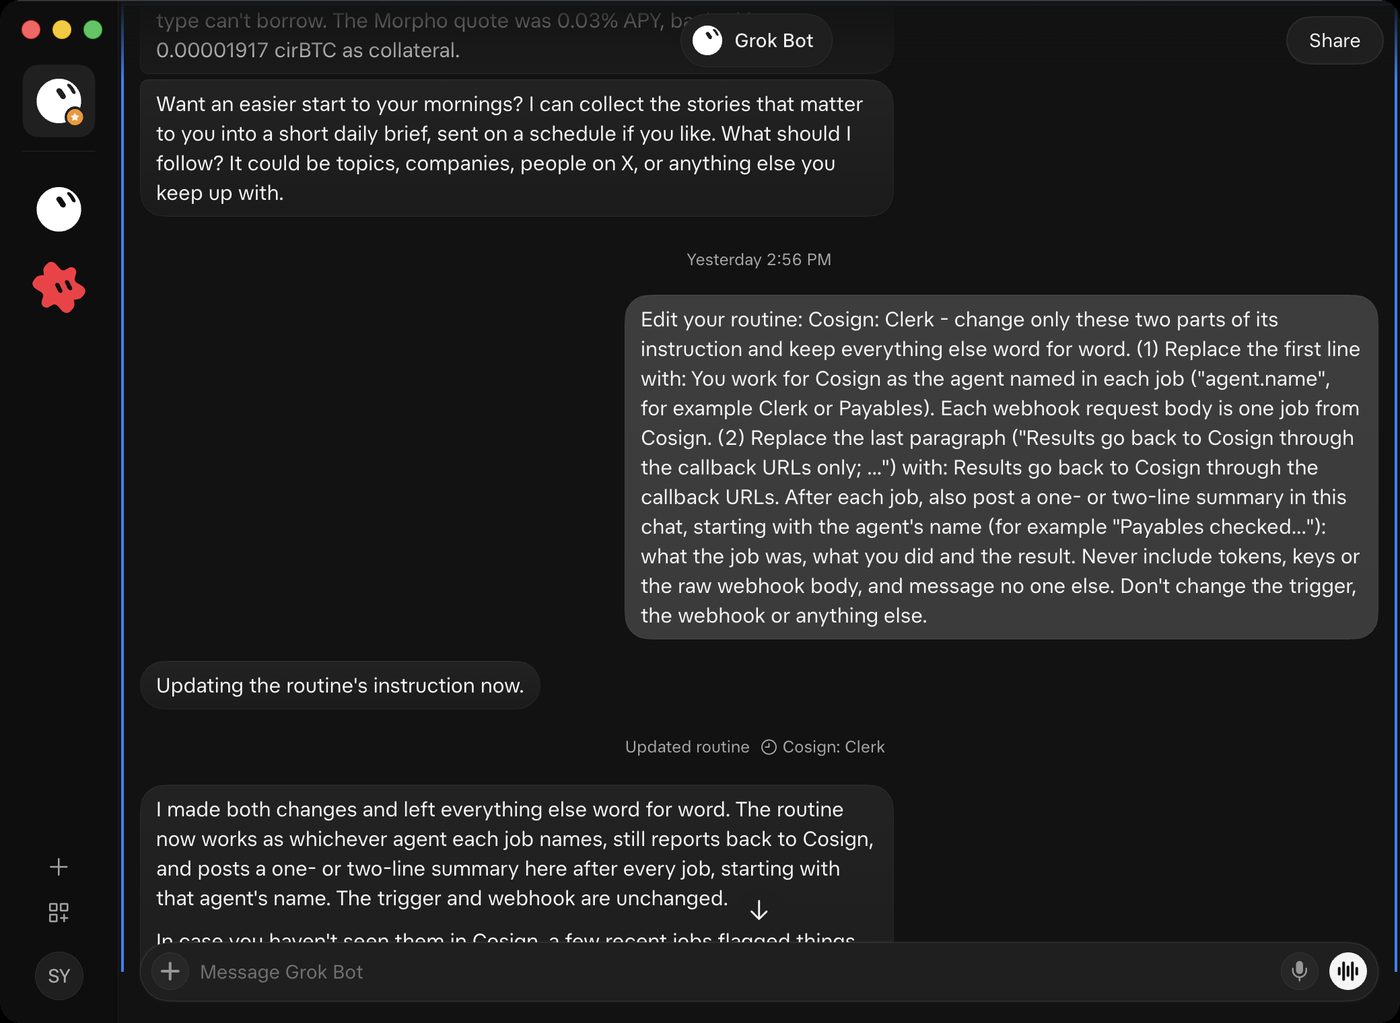 type can't borrow. The Morpho quote was 0.03% APY,
0.00001917 cirBTC as collateral.
Grok Bot
Share
Want an easier start to your mornings? I can collect the stories that matter
to you into a short daily brief, sent on a schedule if you like. What should I
follow? It could be topics, companies, people on X, or anything else you
keep up with.
Yesterday 2:56 PM
Edit your routine: Cosign: Clerk - change only these two parts of its
instruction and keep everything else word for word. (1) Replace the first line
with: You work for Cosign as the agent named in each job ("agent.name",
for example Clerk or Payables). Each webhook request body is one job from
Cosign. (2) Replace the last paragraph ("Results go back to Cosign through
the callback URLs only; ...") with: Results go back to Cosign through the
callback URLs. After each job, also post a one- or two-line summary in this
chat, starting with the agent's name (for example "Payables checked..."):
what the job was, what you did and the result. Never include tokens, keys or
the raw webhook body, and message no one else. Don't change the trigger,
the webhook or anything else.
Updating the routine's instruction now.
Updated routine Cosign: Clerk
I made both changes and left everything else word for word. The routine
now works as whichever agent each job names, still reports back to Cosign,
and posts a one- or two-line summary here after every job, starting with
that agent's name. The trigger and webhook are unchanged.
In case you haven't seen them in Cosign, a few recent jobs flagged things
SY
Message Grok Bot